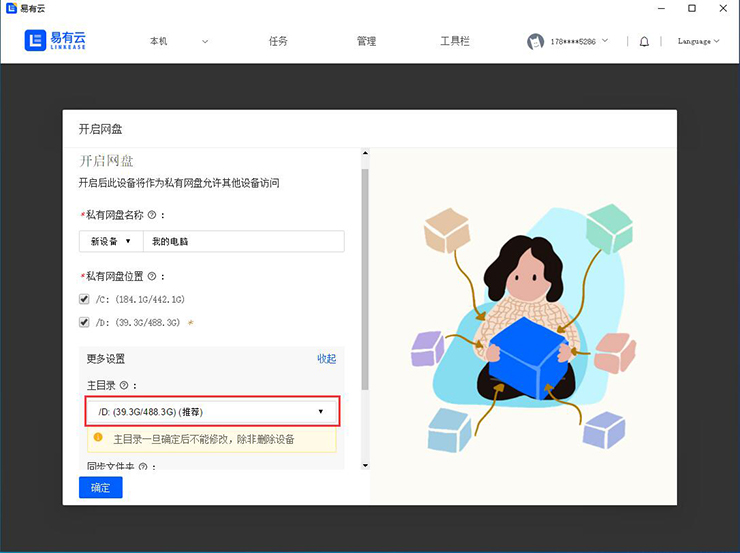 易有云
易有云
LINKEASE
本机
任务
管理
工具栏
178****5286
Language
开启网盘
开启网盘
开启后此设备将作为私有网盘允许其他设备访问
*私有网盘名称 ? :
新设备 ▼ 我的电脑
*私有网盘位置 ? :
/C: (184.1G/442.1G)
/D: (39.3G/488.3G) *
更多设置 收起
主目录 ? :
/D: (39.3G/488.3G) (推荐) ▼
主目录一旦确定后不能修改，除非删除设备
同步文件夹 ? :
确定